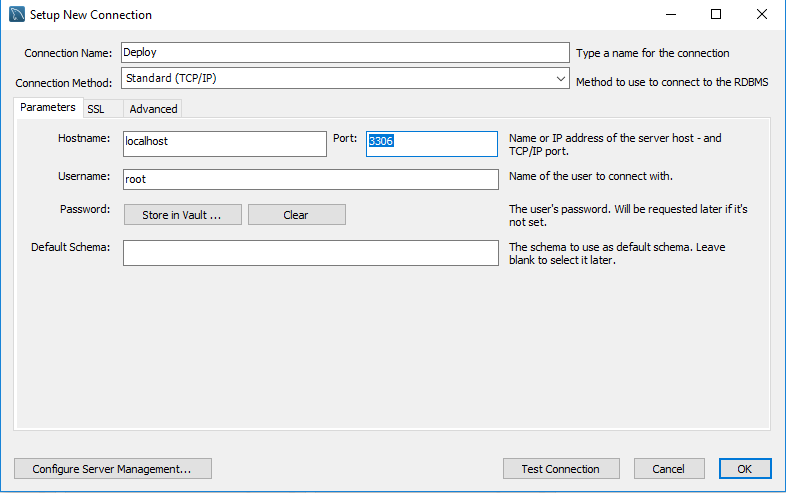 Setup New Connection
Connection Name: Deploy Type a name for the connection
Connection Method: Standard (TCP/IP) Method to use to connect to the RDBMS
Parameters SSL Advanced
Hostname: localhost Port: 3306 Name or IP address of the server host - and
TCP/IP port.
Username: root Name of the user to connect with.
Password: Store in Vault ... Clear The user's password. Will be requested later if it's
not set.
Default Schema: The schema to use as default schema. Leave
blank to select it later.
Configure Server Management... Test Connection Cancel OK